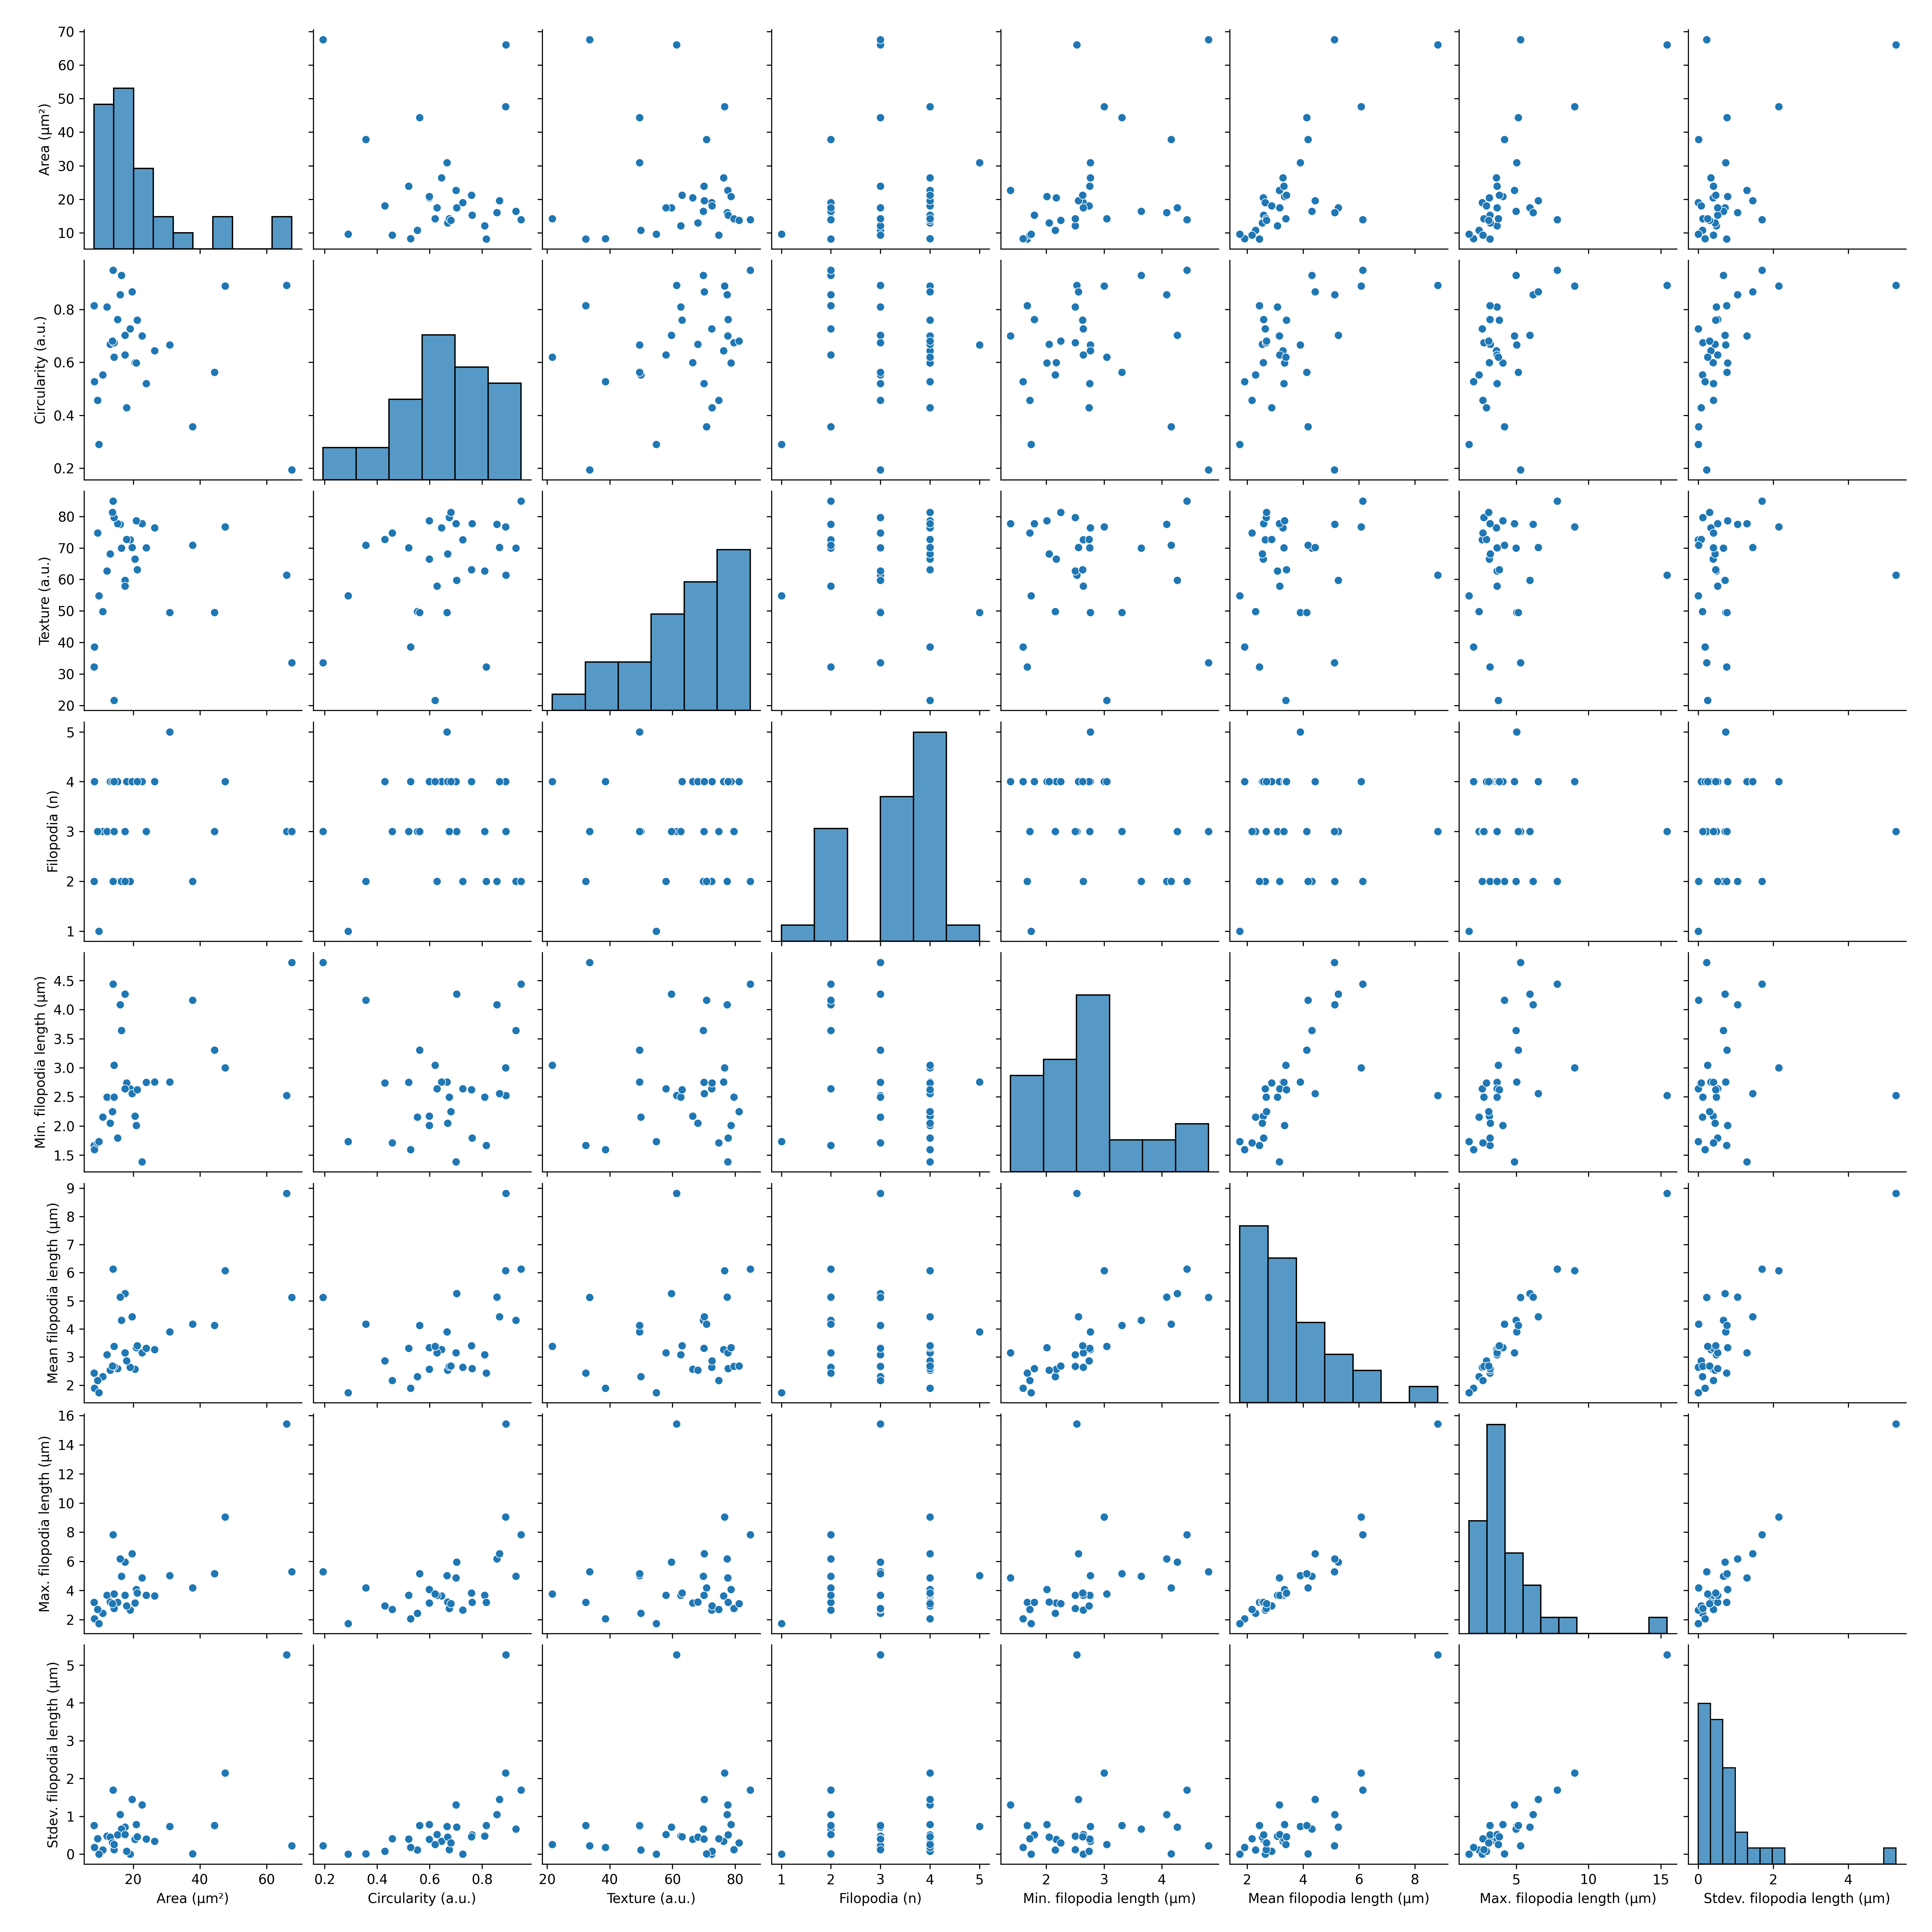 70
60
50
40
30
20
10
Area (µm²)
0.8
0.6
0.4
0.2
Circularity (a.u.)
80
70
60
50
40
30
20
Texture (a.u.)
5
4
3
2
1
Filopodia (n)
4.5
4.0
3.5
3.0
2.5
2.0
1.5
Min. filopodia length (µm)
9
8
7
6
5
4
3
2
Mean filopodia length (µm)
16
14
12
10
8
6
4
2
Max. filopodia length (µm)
5
4
3
2
1
0
Stdev. filopodia length (µm)
20 40 60
0.2 0.4 0.6 0.8
20 40 60 80
1 2 3 4 5
2 3 4
2 4 6 8
5 10 15
0 2 4
Area (µm²)
Circularity (a.u.)
Texture (a.u.)
Filopodia (n)
Min. filopodia length (µm)
Mean filopodia length (µm)
Max. filopodia length (µm)
Stdev. filopodia length (µm)